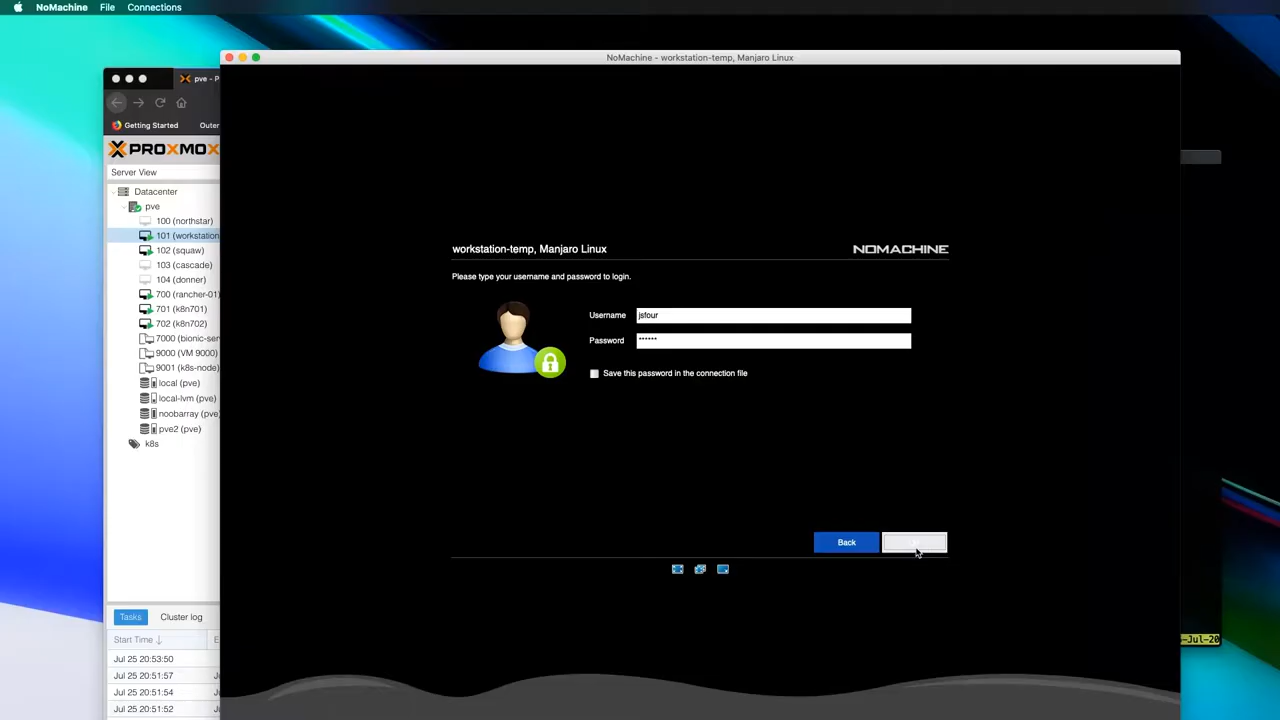 NoMachine File Connections
NoMachine - workstation-temp, Manjaro Linux
pve - P
Getting Started Outer
PROXMOX
Server View
Datacenter
pve
100 (northstar)
101 (workstation
102 (squaw)
103 (cascade)
104 (donner)
700 (rancher-01)
701 (k8n701)
702 (k8n702)
7000 (bionic-ser
9000 (VM 9000)
9001 (k8s-node)
local (pve)
local-lvm (pve)
noobarray (pve
pve2 (pve)
k8s
workstation-temp, Manjaro Linux NOMACHINE
Please type your username and password to login.
Username jsfour
Password ••••••
Save this password in the connection file
Back
Tasks Cluster log
Start Time E
Jul 25 20:53:50
Jul 25 20:51:57 Ju
Jul 25 20:51:54 Ju
Jul 25 20:51:52 Ju
-Jul-20